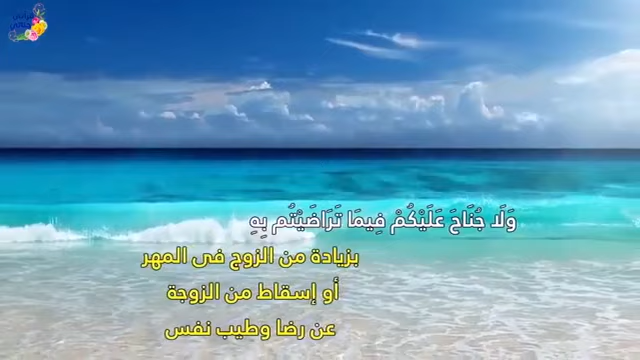 وَلَا جُنَاحَ عَلَيْكُمْ فِيمَا تَرَاضَيْتُم بِهِ
بزيادة من الزوج فى المهر
أو إسقاط من الزوجة
عن رضا وطيب نفس